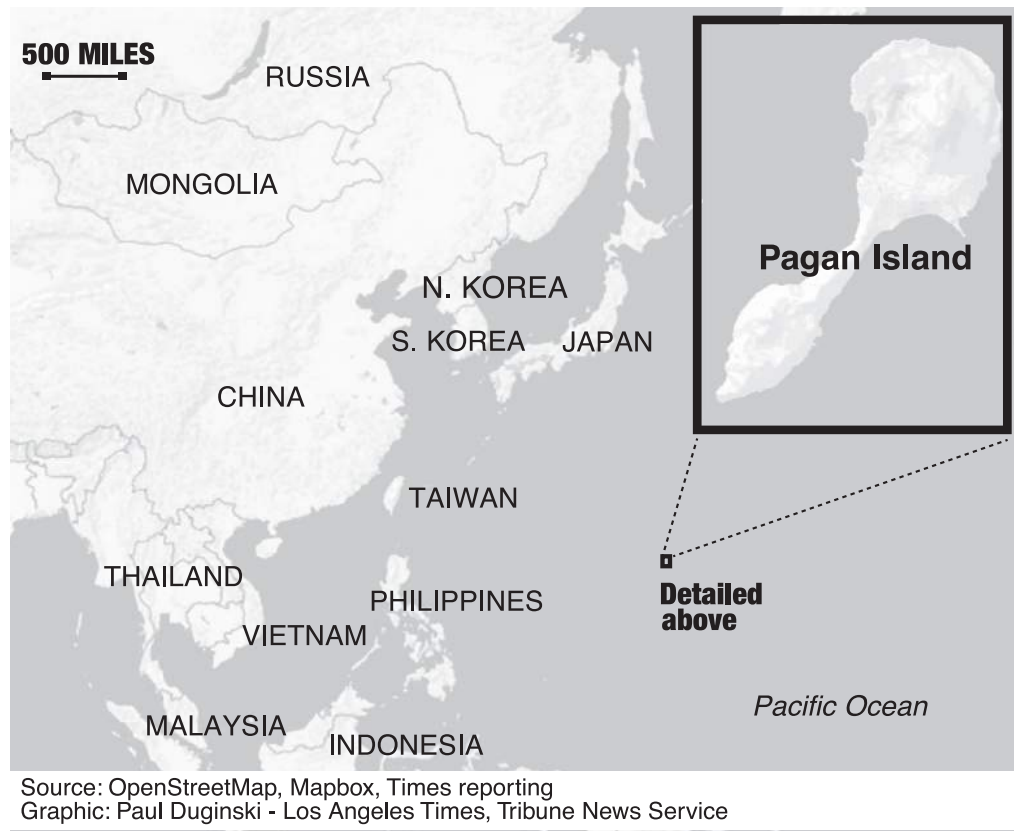 500 MILES
RUSSIA
MONGOLIA
Pagan Island
N. KOREA
S. KOREA
JAPAN
CHINA
TAIWAN
THAILAND
PHILIPPINES
Detailed
above
VIETNAM
Pacific Ocean
MALAYSIA
INDONESIA
Source: OpenStreetMap, Mapbox, Times reporting
Graphic: Paul Duginski - Los Angeles Times, Tribune News Service